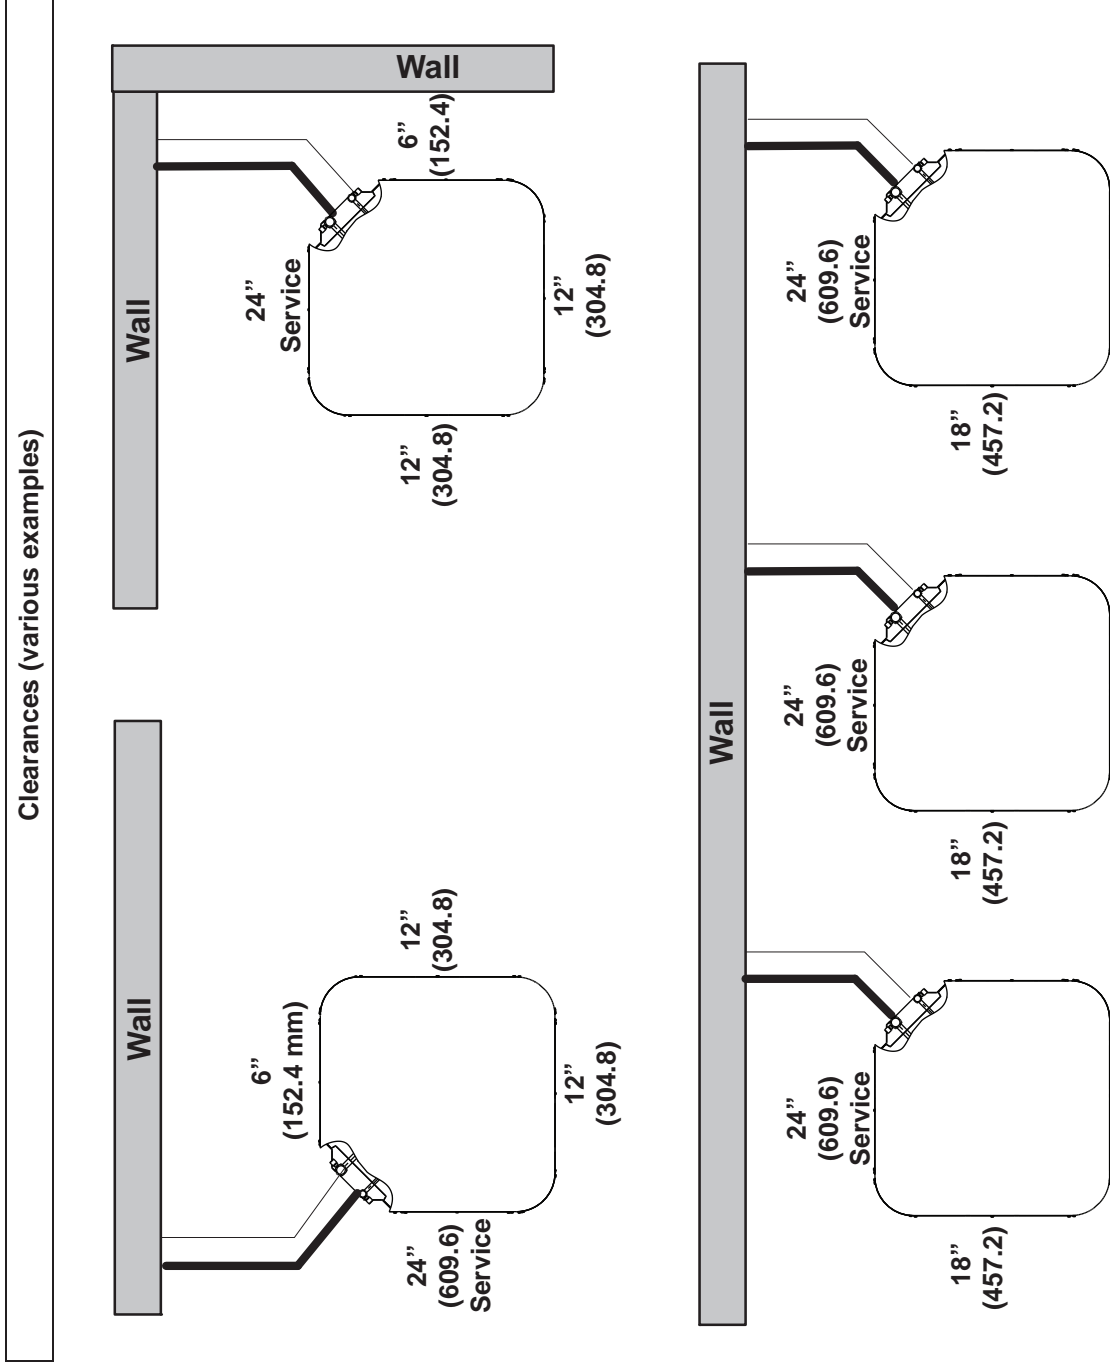 Clearances (various examples)
Wall
6”
(152.4 mm)
24”
(609.6)
Service
12”
(304.8)
12”
(304.8)
Wall
Wall
24”
Service
12”
(304.8)
6”
(152.4)
12”
(304.8)
Wall
24”
(609.6)
Service
18”
(457.2)
24”
(609.6)
Service
18”
(457.2)
24”
(609.6)
Service
18”
(457.2)